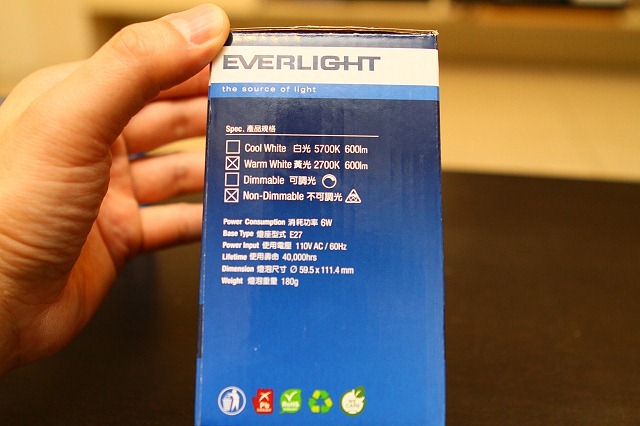 EVERLIGHT
the source of light
Spec. 產品規格
Cool White 白光 5700K 600lm
Warm White 黃光 2700K 600lm
Dimmable 可調光
Non-Dimmable 不可調光
Power Consumption 消耗功率 6W
Base Type 燈座型式 E27
Power Input 使用電壓 110V AC / 60Hz
Lifetime 使用壽命 40,000hrs
Dimension 燈泡尺寸 ∅ 59.5 x 111.4 mm
Weight 燈泡重量 180g
Pb RoHS